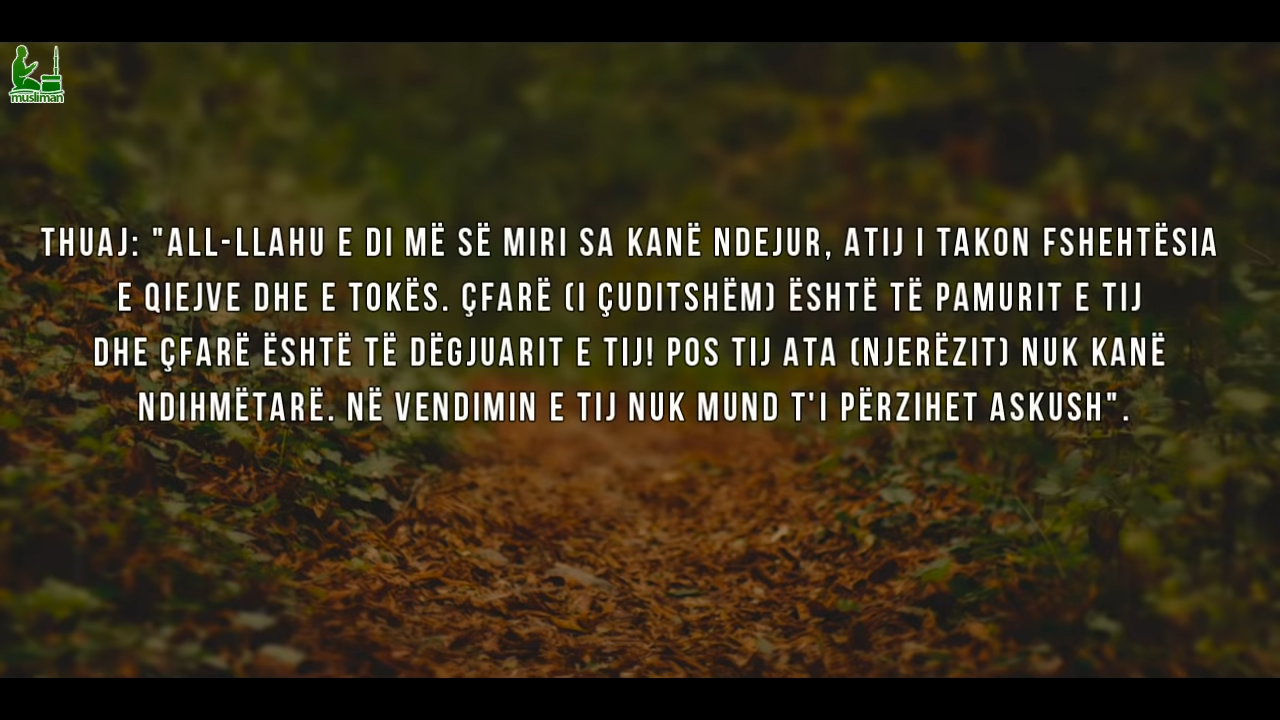 musliman
THUAJ: "ALL-LLAHU E DI MË SË MIRI SA KANË NDEJUR, ATIJ I TAKON FSHEHTËSIA
E QIEJVE DHE E TOKËS. ÇFARË (I ÇUDITSHËM) ËSHTË TË PAMURIT E TIJ
DHE ÇFARË ËSHTË TË DËGJUARIT E TIJ! POS TIJ ATA (NJERËZIT) NUK KANË
NDIHMËTARË. NË VENDIMIN E TIJ NUK MUND T'I PËRZIHET ASKUSH".